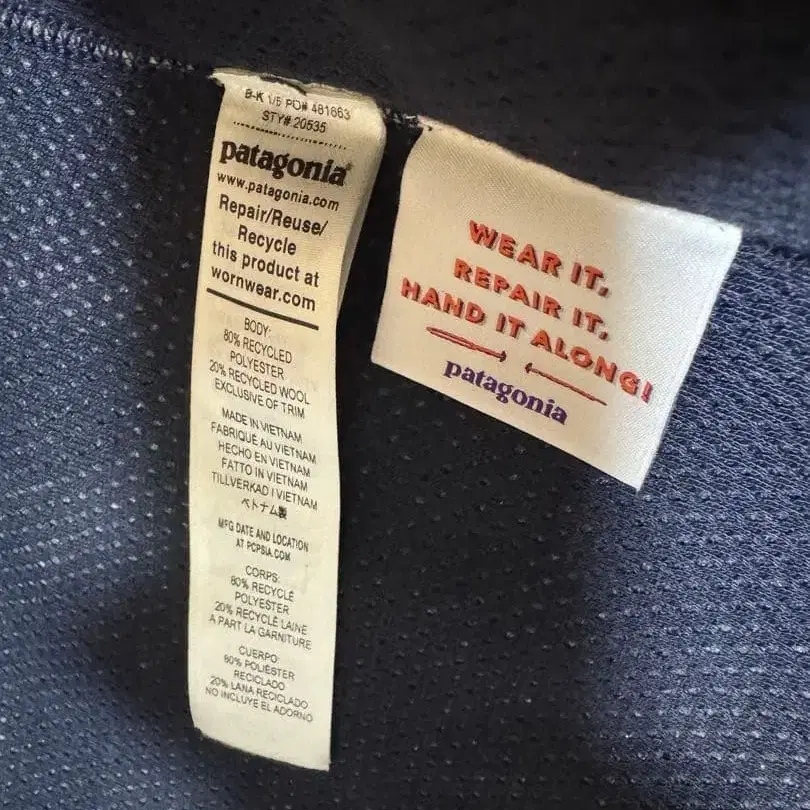 B-K 1/5 PO# 481663
STY# 20535
patagonia
www.patagonia.com
Repair/Reuse/
Recycle
this product at
wornwear.com
BODY:
80% RECYCLED
POLYESTER
20% RECYCLED WOOL
EXCLUSIVE OF TRIM
MADE IN VIETNAM
FABRIQUÉ AU VIETNAM
HECHO EN VIETNAM
FATTO IN VIETNAM
TILLVERKAD I VIETNAM
ベトナム製
MFG DATE AND LOCATION
AT PCPSIA.COM
CORPS:
80% RECYCLÉ
POLYESTER
20% RECYCLÉ LAINE
A PART LA GARNITURE
CUERPO:
80% POLIÉSTER
RECICLADO
20% LANA RECICLADO
NO INCLUYE EL ADORNO
WEAR IT.
REPAIR IT.
HAND IT ALONG!
patagonia